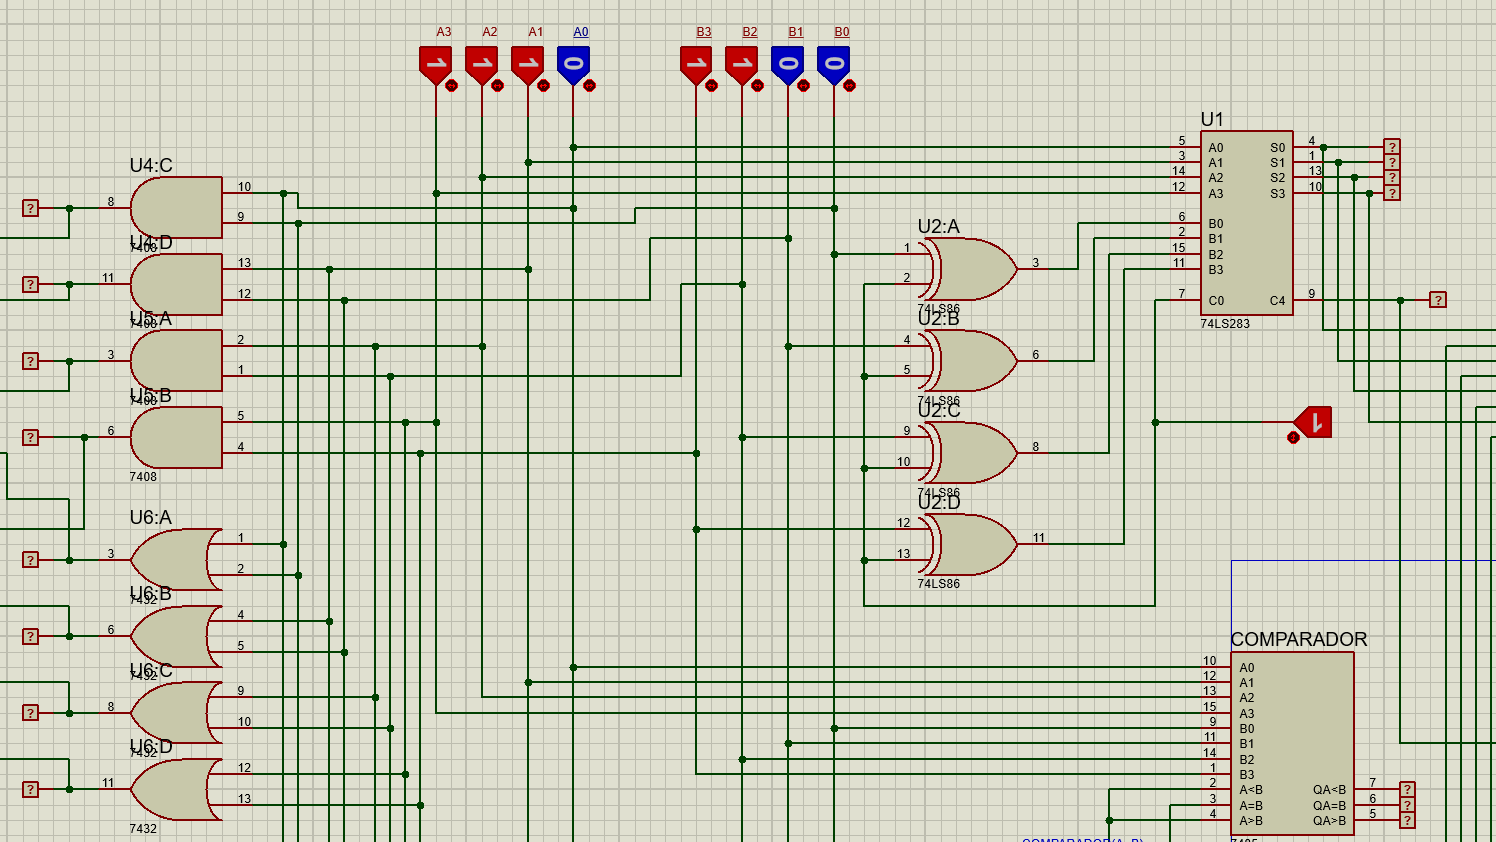 A3 A2 A1 A0 B3 B2 B1 B0
1 1 1 0 1 1 0 0
U1
5 A0 S0 4 ?
3 A1 S1 1 ?
14 A2 S2 13 ?
12 A3 S3 10 ?
6 B0
2 B1
15 B2
11 B3
7 C0 C4 9 ?
74LS283
U4:C
? 8 10
9
7408
U4:D
? 11 13
12
7408
U5:A
? 3 2
1
7408
U5:B
? 6 5
4
7408
U6:A
? 3 1
2
7432
U6:B
? 6 4
5
7432
U6:C
? 8 9
10
7432
U6:D
? 11 12
13
7432
U2:A
1 3
2
74LS86
U2:B
4 6
5
74LS86
U2:C
9 8
10
74LS86
U2:D
12 11
13
74LS86
1
COMPARADOR
10 A0
12 A1
13 A2
15 A3
9 B0
11 B1
14 B2
1 B3
2 A<B QA<B 7 ?
3 A=B QA=B 6 ?
4 A>B QA>B 5 ?